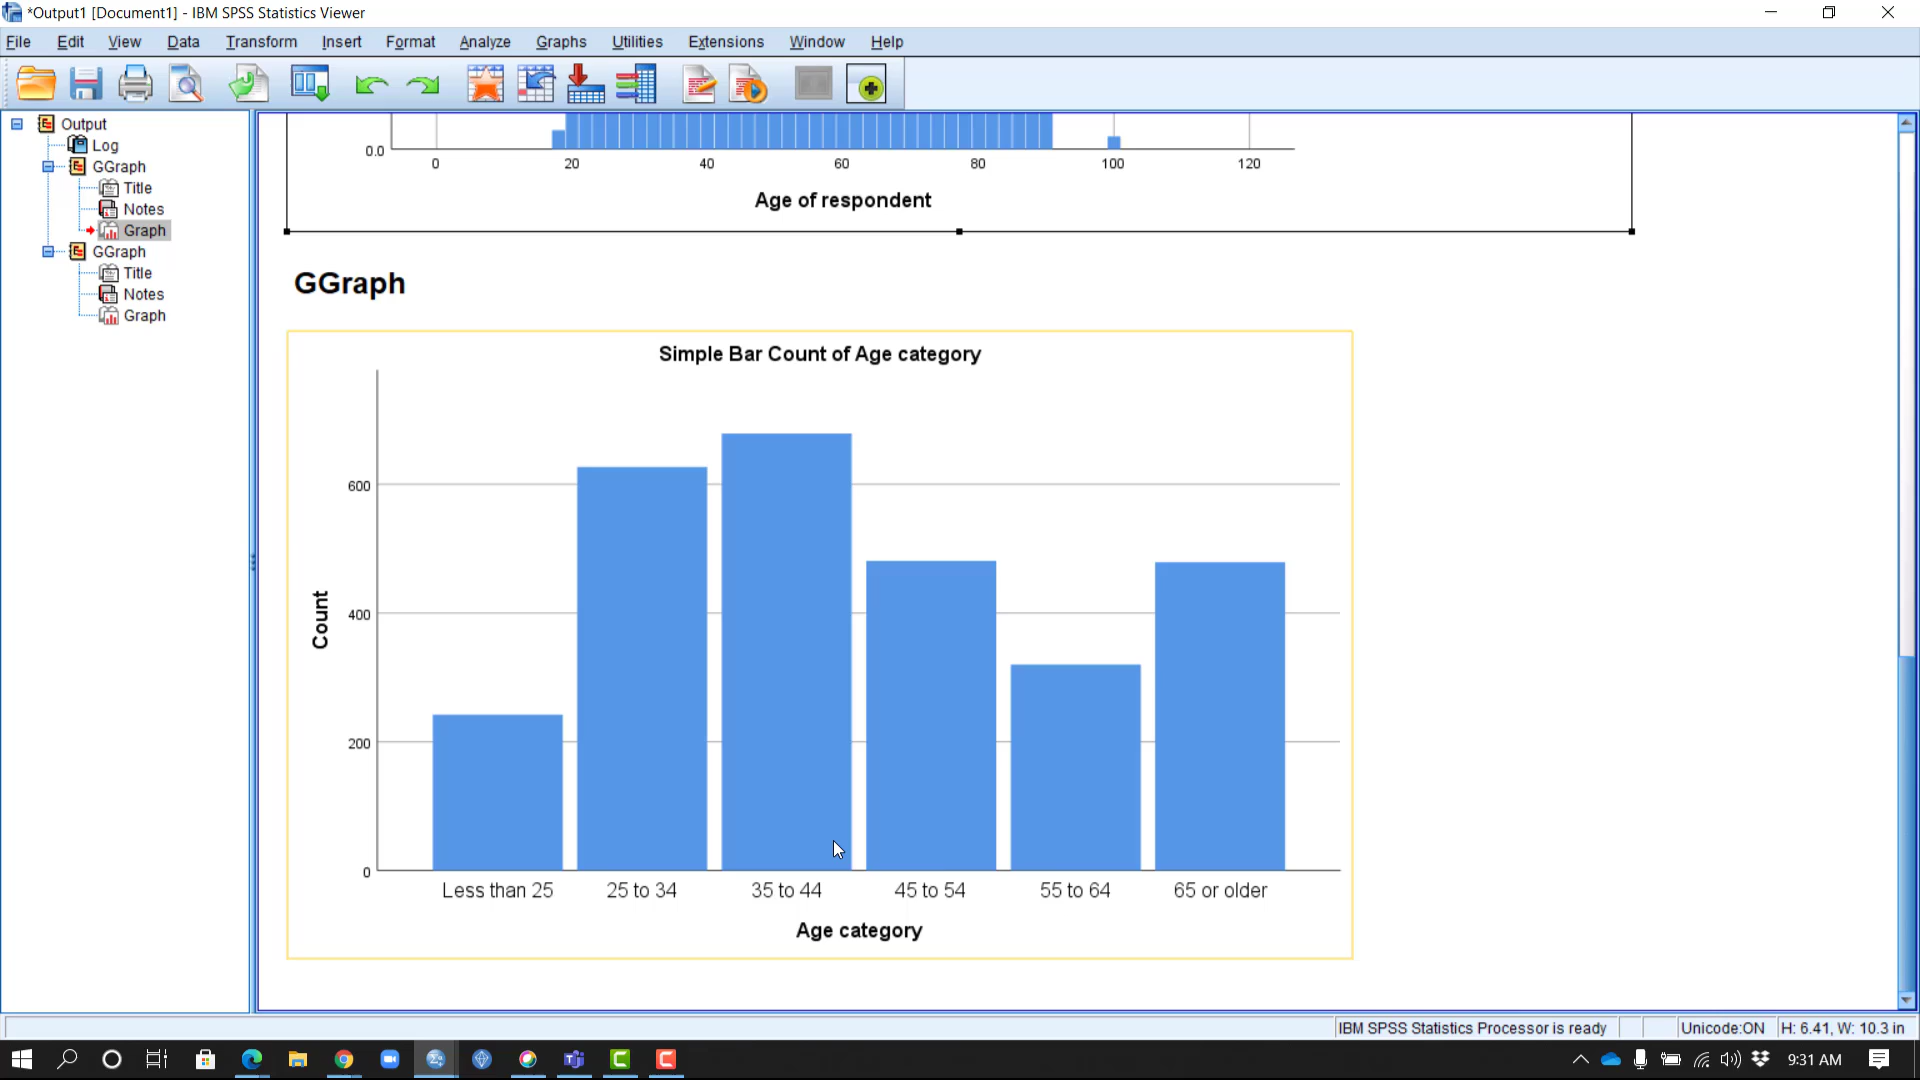 *Output1 [Document1] - IBM SPSS Statistics Viewer
File Edit View Data Transform Insert Format Analyze Graphs Utilities Extensions Window Help
Output
Log
GGraph
Title
Notes
Graph
GGraph
Title
Notes
Graph
0.0
0 20 40 60 80 100 120
Age of respondent
GGraph
Simple Bar Count of Age category
600
400
200
0
Count
Less than 25 25 to 34 35 to 44 45 to 54 55 to 64 65 or older
Age category
IBM SPSS Statistics Processor is ready Unicode:ON H: 6.41, W: 10.3 in
9:31 AM